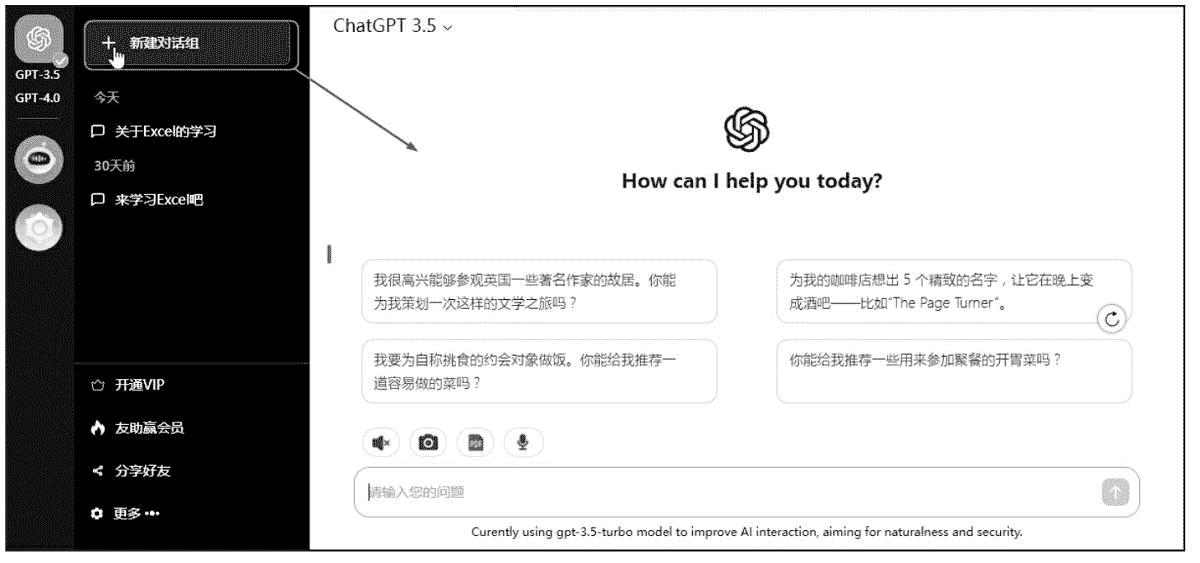 GPT-3.5
GPT-4.0
新建对话组
今天
关于Excel的学习
30天前
来学习Excel吧
开通VIP
友助赢会员
分享好友
更多
ChatGPT 3.5
How can I help you today?
我很高兴能够参观英国一些著名作家的故居。你能
为我策划一次这样的文学之旅吗？
为我的咖啡店想出 5 个精致的名字，让它在晚上变
成酒吧——比如“The Page Turner”。
我要为自称挑食的约会对象做饭。你能给我推荐一
道容易做的菜吗？
你能给我推荐一些用来参加聚餐的开胃菜吗？
PDF
请输入您的问题
Curently using gpt-3.5-turbo model to improve AI interaction, aiming for naturalness and security.